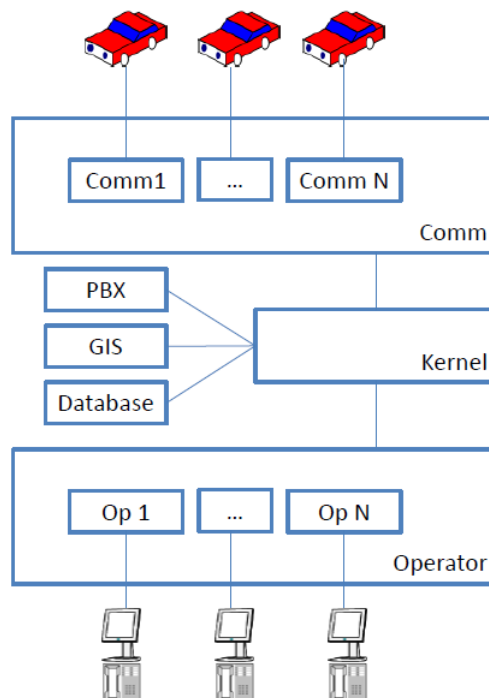 Comm1
...
Comm N
Comm
PBX
GIS
Kernel
Database
Op 1
...
Op N
Operator